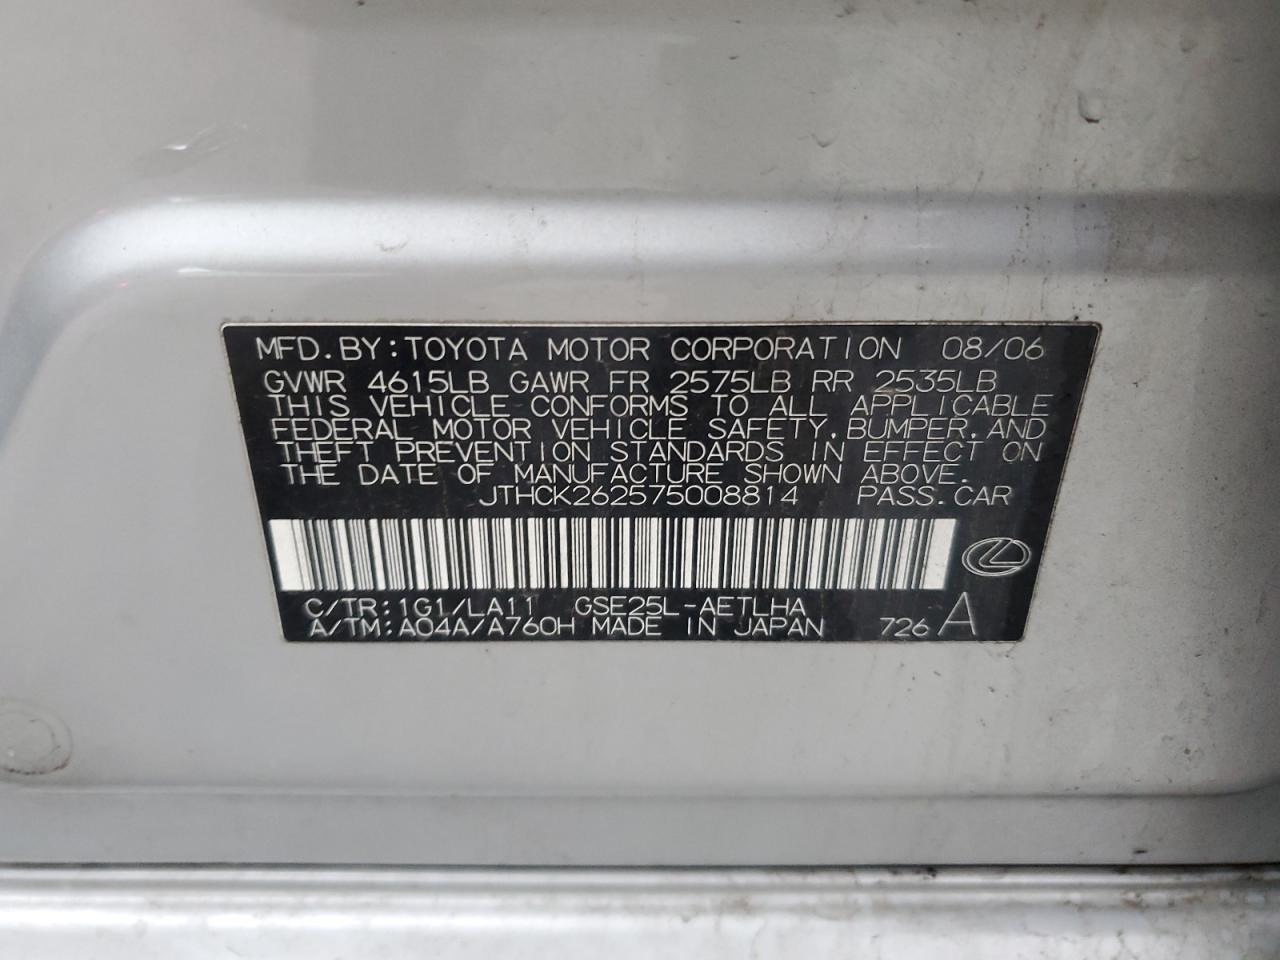 MFD.BY:TOYOTA MOTOR CORPORATION 08/06
GVWR 4615LB GAWR FR 2575LB RR 2535LB
THIS VEHICLE CONFORMS TO ALL APPLICABLE
FEDERAL MOTOR VEHICLE SAFETY,BUMPER,AND
THEFT PREVENTION STANDARDS IN EFFECT ON
THE DATE OF MANUFACTURE SHOWN ABOVE.
JTHCK262575008814 PASS.CAR
C/TR:1G1/LA11 GSE25L-AETLHA
A/TM:A04A/A760H MADE IN JAPAN 726 A